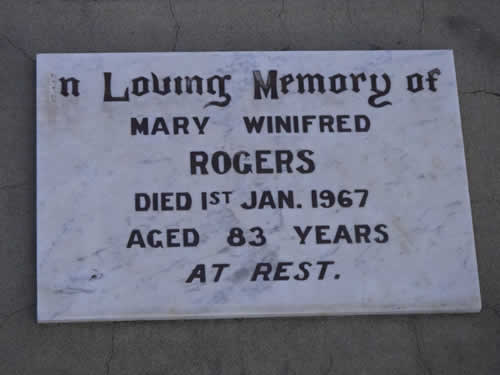 n Loving Memory of
MARY WINIFRED
ROGERS
DIED 1ST JAN. 1967
AGED 83 YEARS
AT REST.